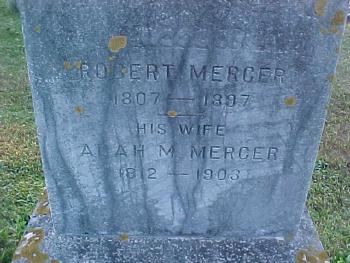 ROBERT MERCER
1807 — 1897
HIS WIFE
M. MERCER
1812 — 1903